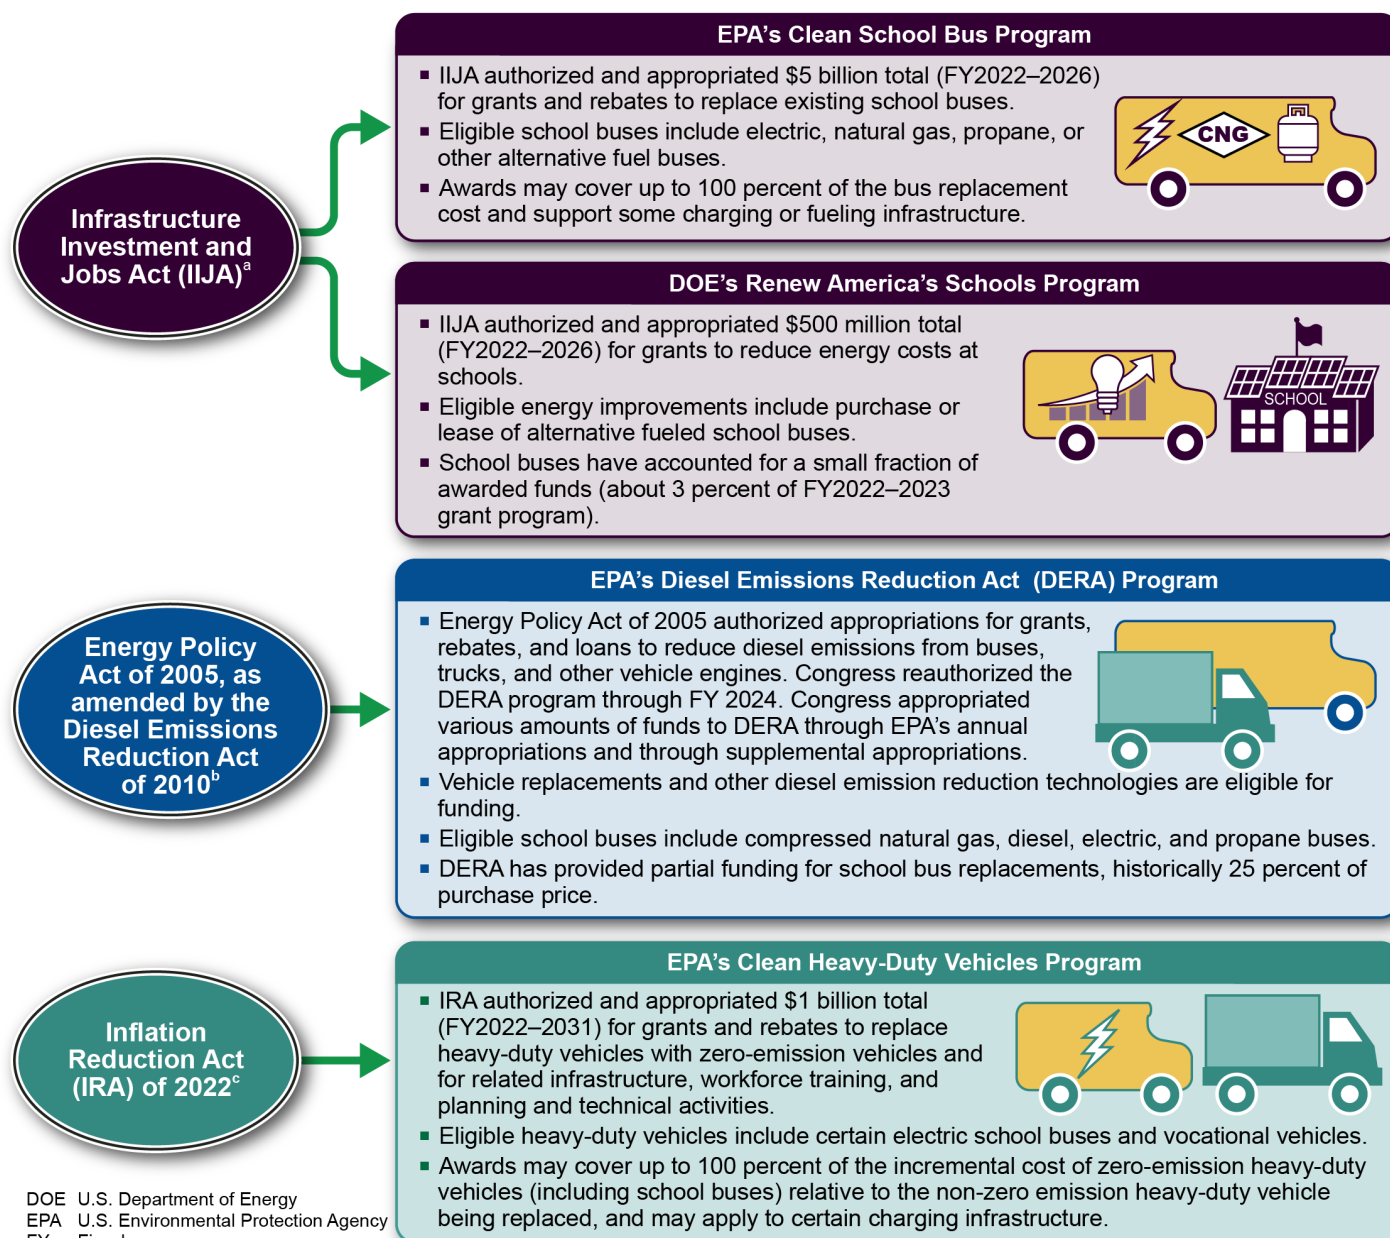 EPA's Clean School Bus Program
IIJA authorized and appropriated $5 billion total (FY2022–2026)
for grants and rebates to replace existing school buses.
Eligible school buses include electric, natural gas, propane, or
other alternative fuel buses.
Awards may cover up to 100 percent of the bus replacement
cost and support some charging or fueling infrastructure.
CNG
Infrastructure
Investment and
Jobs Act (IIJA)a
DOE's Renew America's Schools Program
IIJA authorized and appropriated $500 million total
(FY2022–2026) for grants to reduce energy costs at
schools.
Eligible energy improvements include purchase or
lease of alternative fueled school buses.
School buses have accounted for a small fraction of
awarded funds (about 3 percent of FY2022–2023
grant program).
SCHOOL
EPA's Diesel Emissions Reduction Act (DERA) Program
Energy Policy
Act of 2005, as
amended by the
Diesel Emissions
Reduction Act
of 2010b
Energy Policy Act of 2005 authorized appropriations for grants,
rebates, and loans to reduce diesel emissions from buses,
trucks, and other vehicle engines. Congress reauthorized the
DERA program through FY 2024. Congress appropriated
various amounts of funds to DERA through EPA's annual
appropriations and through supplemental appropriations.
Vehicle replacements and other diesel emission reduction technologies are eligible for
funding.
Eligible school buses include compressed natural gas, diesel, electric, and propane buses.
DERA has provided partial funding for school bus replacements, historically 25 percent of
purchase price.
EPA's Clean Heavy-Duty Vehicles Program
Inflation
Reduction Act
(IRA) of 2022c
IRA authorized and appropriated $1 billion total
(FY2022–2031) for grants and rebates to replace
heavy-duty vehicles with zero-emission vehicles and
for related infrastructure, workforce training, and
planning and technical activities.
Eligible heavy-duty vehicles include certain electric school buses and vocational vehicles.
Awards may cover up to 100 percent of the incremental cost of zero-emission heavy-duty
vehicles (including school buses) relative to the non-zero emission heavy-duty vehicle
being replaced, and may apply to certain charging infrastructure.
DOE U.S. Department of Energy
EPA U.S. Environmental Protection Agency